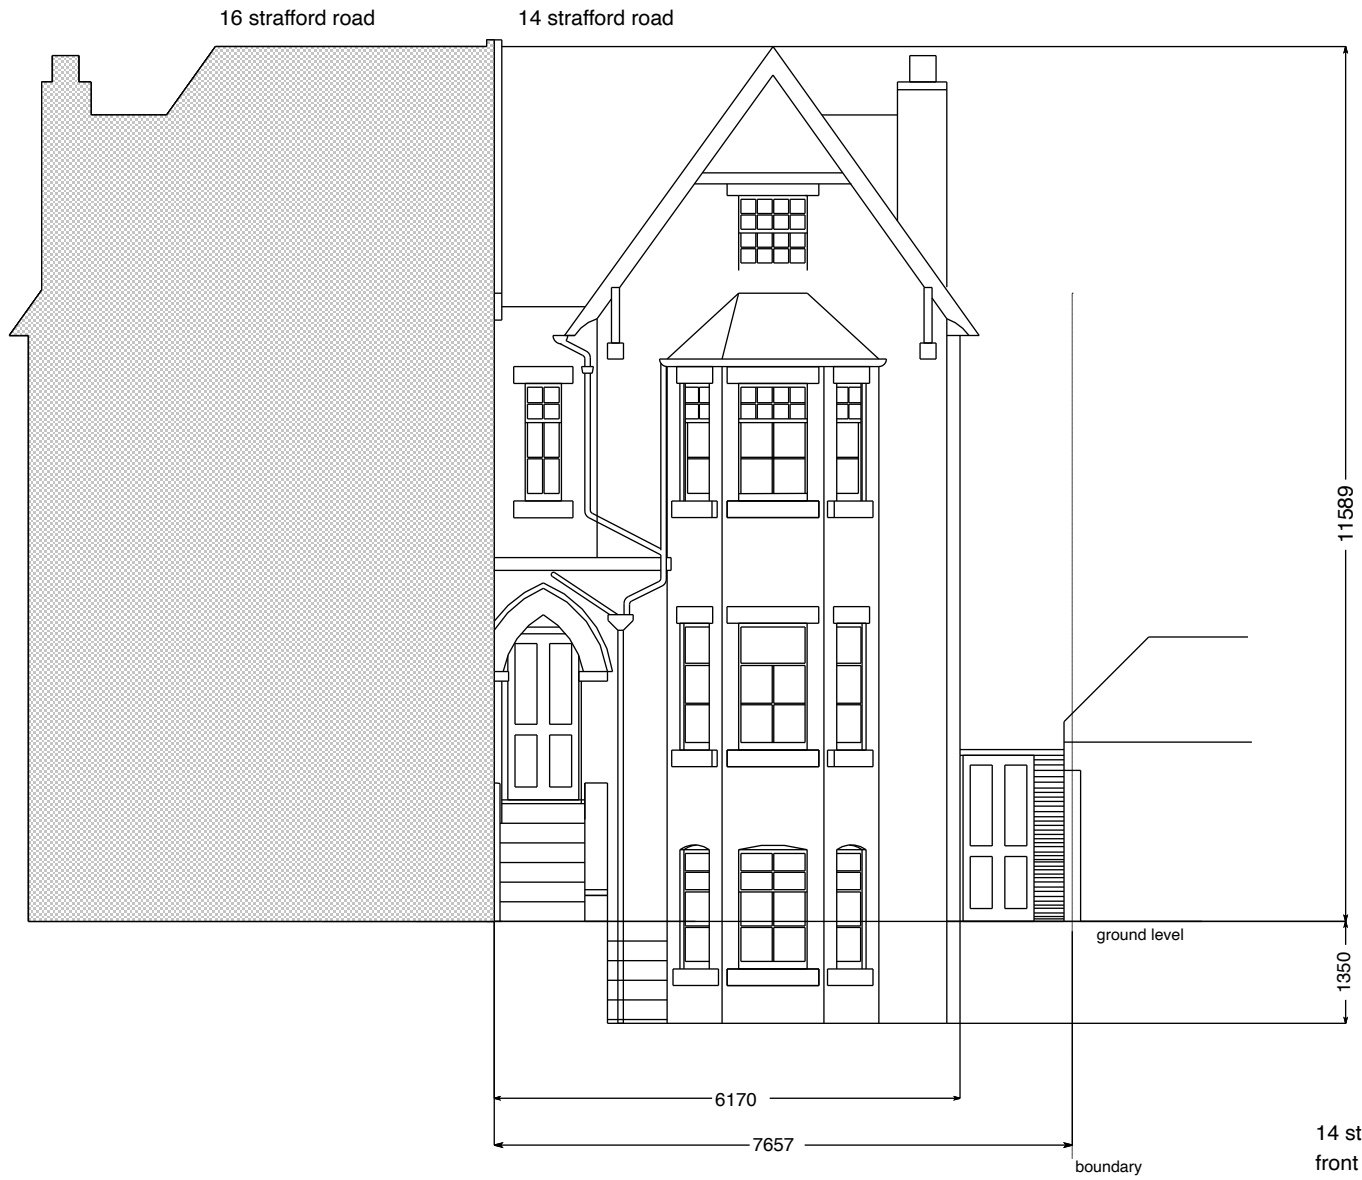 16 strafford road
14 strafford road
11589
ground level
1350
6170
7657
boundary
14 st
front